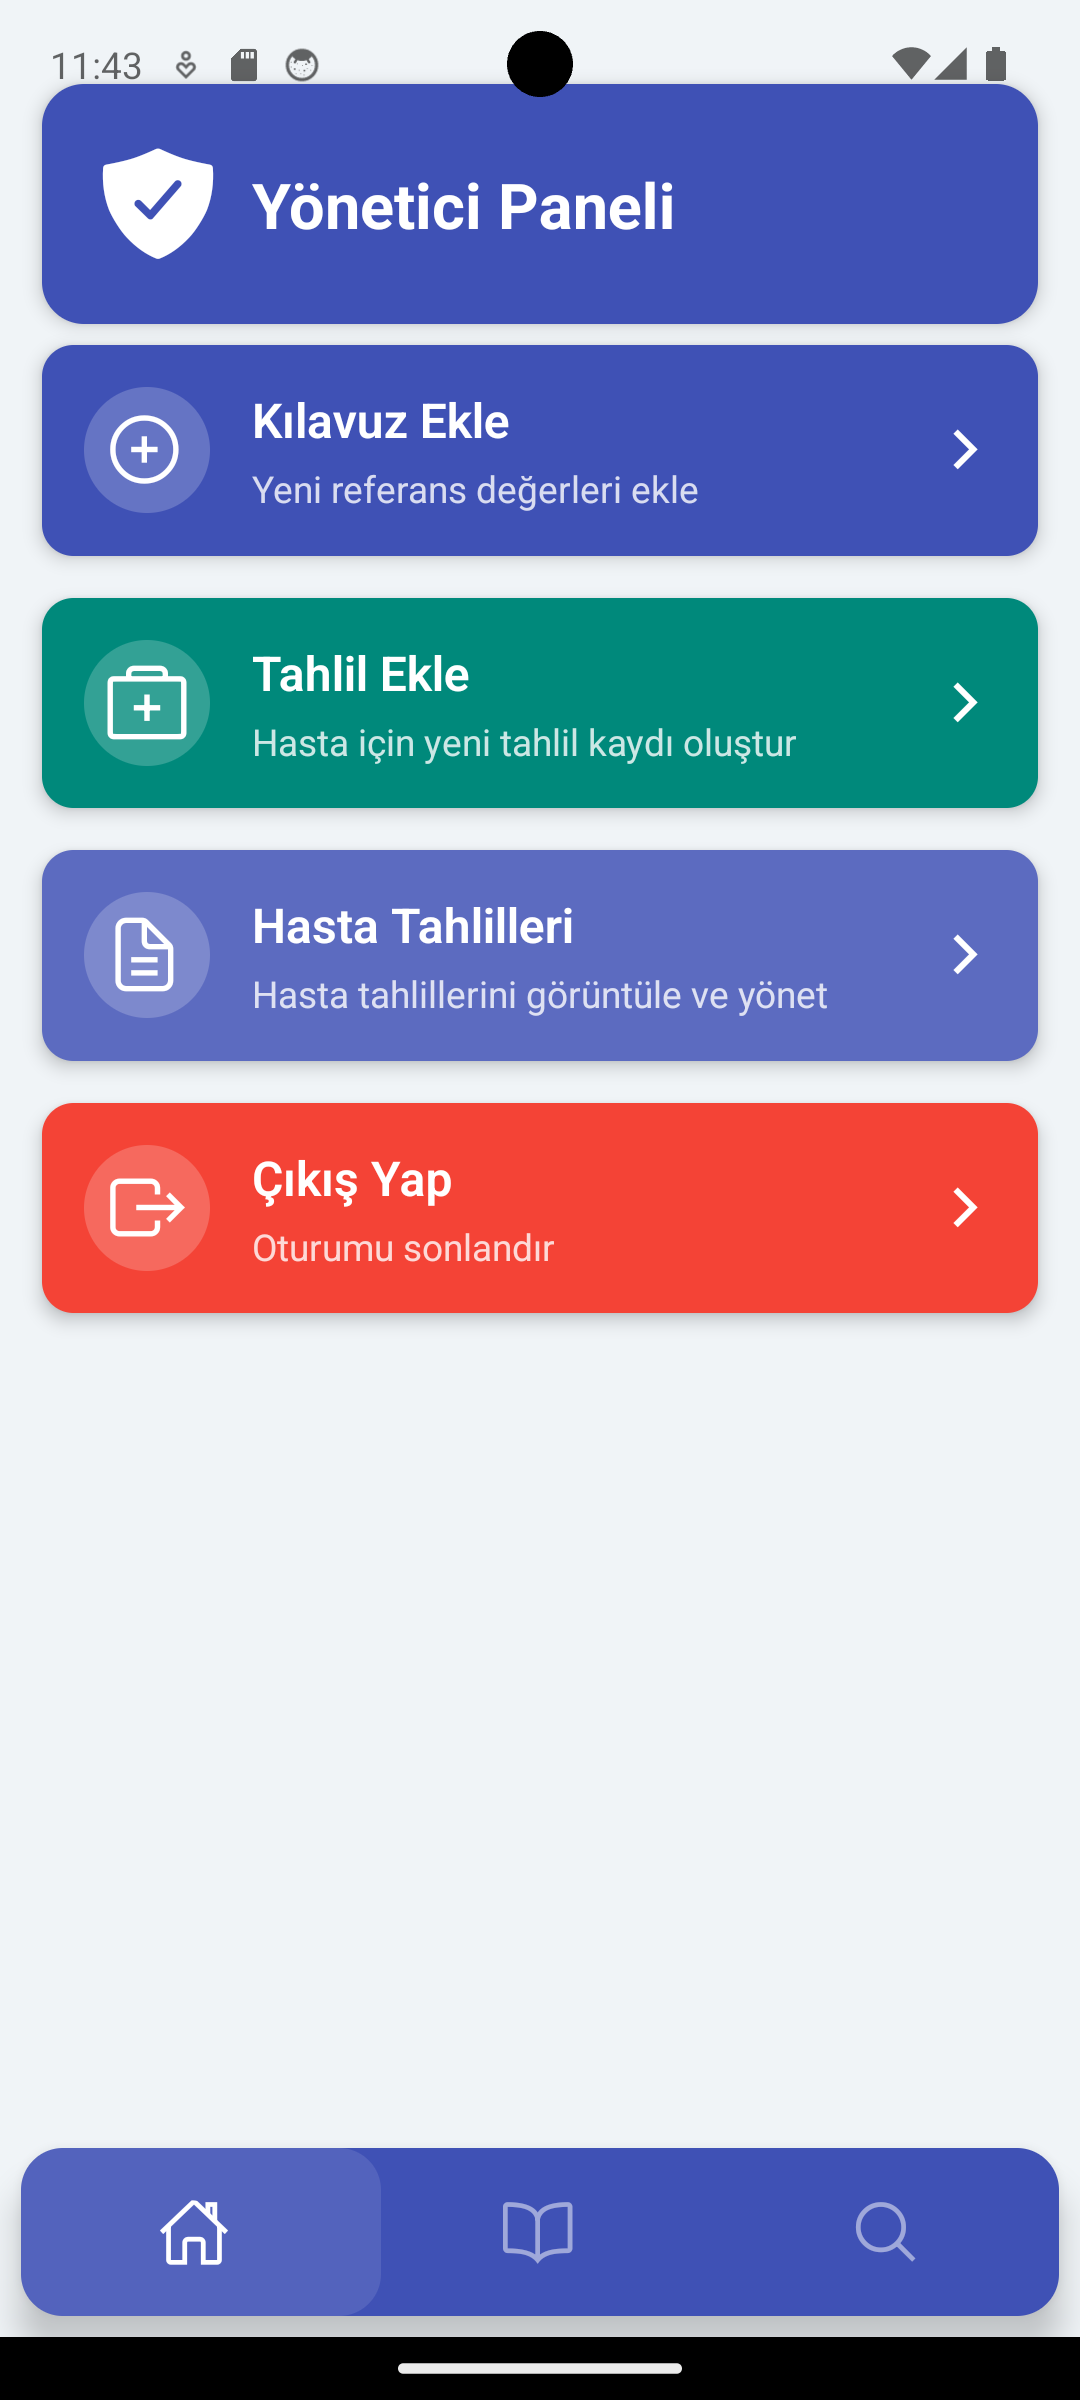 11:43
Yönetici Paneli
Kılavuz Ekle
Yeni referans değerleri ekle
Tahlil Ekle
Hasta için yeni tahlil kaydı oluştur
Hasta Tahlilleri
Hasta tahlillerini görüntüle ve yönet
Çıkış Yap
Oturumu sonlandır